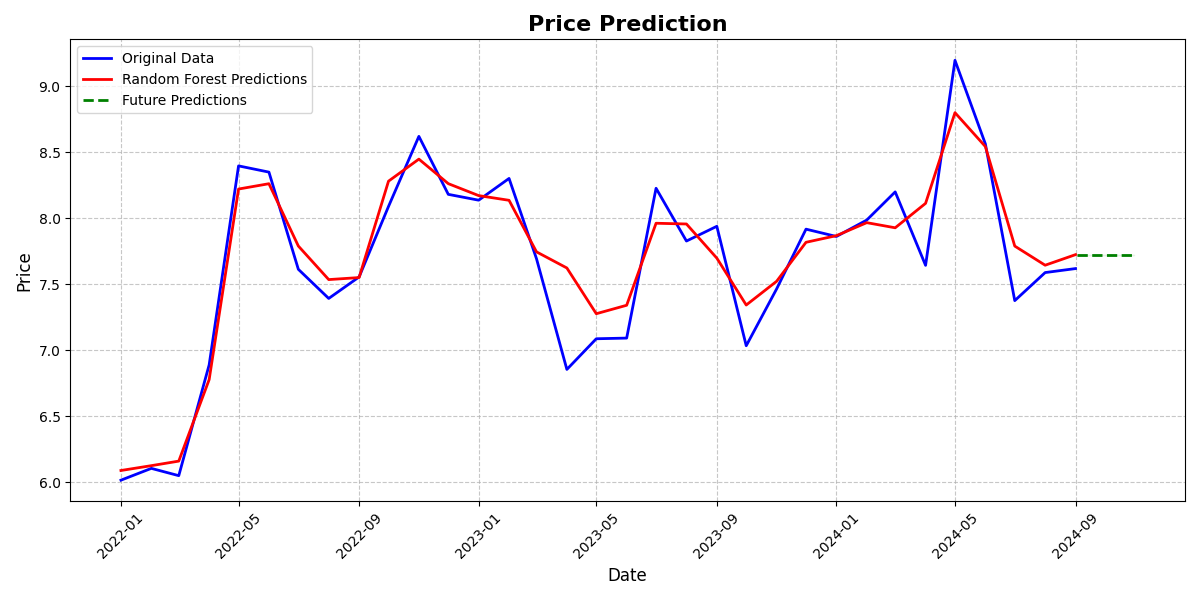 Price Prediction
Original Data
Random Forest Predictions
Future Predictions
Price
9.0
8.5
8.0
7.5
7.0
6.5
6.0
2022-01
2022-05
2022-09
2023-01
2023-05
2023-09
2024-01
2024-05
2024-09
Date